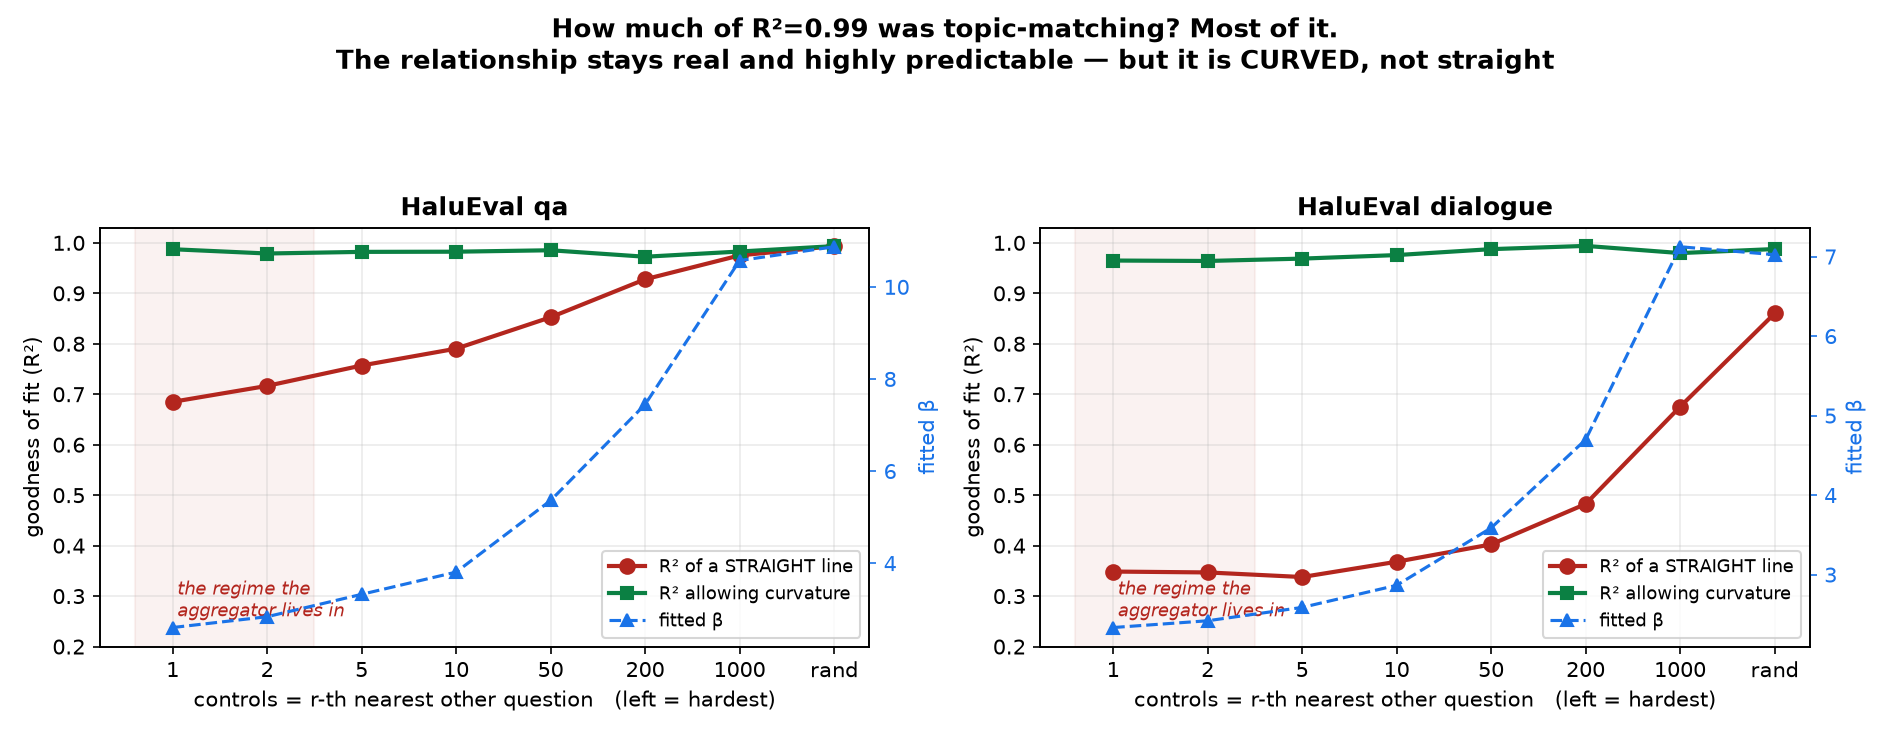 How much of R²=0.99 was topic-matching? Most of it.
The relationship stays real and highly predictable — but it is CURVED, not straight
HaluEval qa
goodness of fit (R²)
1.0
0.9
0.8
0.7
0.6
0.5
0.4
0.3
0.2
10
8
6
4
fitted β
the regime the
aggregator lives in
R² of a STRAIGHT line
R² allowing curvature
fitted β
1 2 5 10 50 200 1000 rand
controls = r-th nearest other question (left = hardest)
HaluEval dialogue
goodness of fit (R²)
1.0
0.9
0.8
0.7
0.6
0.5
0.4
0.3
0.2
7
6
5
4
3
fitted β
the regime the
aggregator lives in
R² of a STRAIGHT line
R² allowing curvature
fitted β
1 2 5 10 50 200 1000 rand
controls = r-th nearest other question (left = hardest)